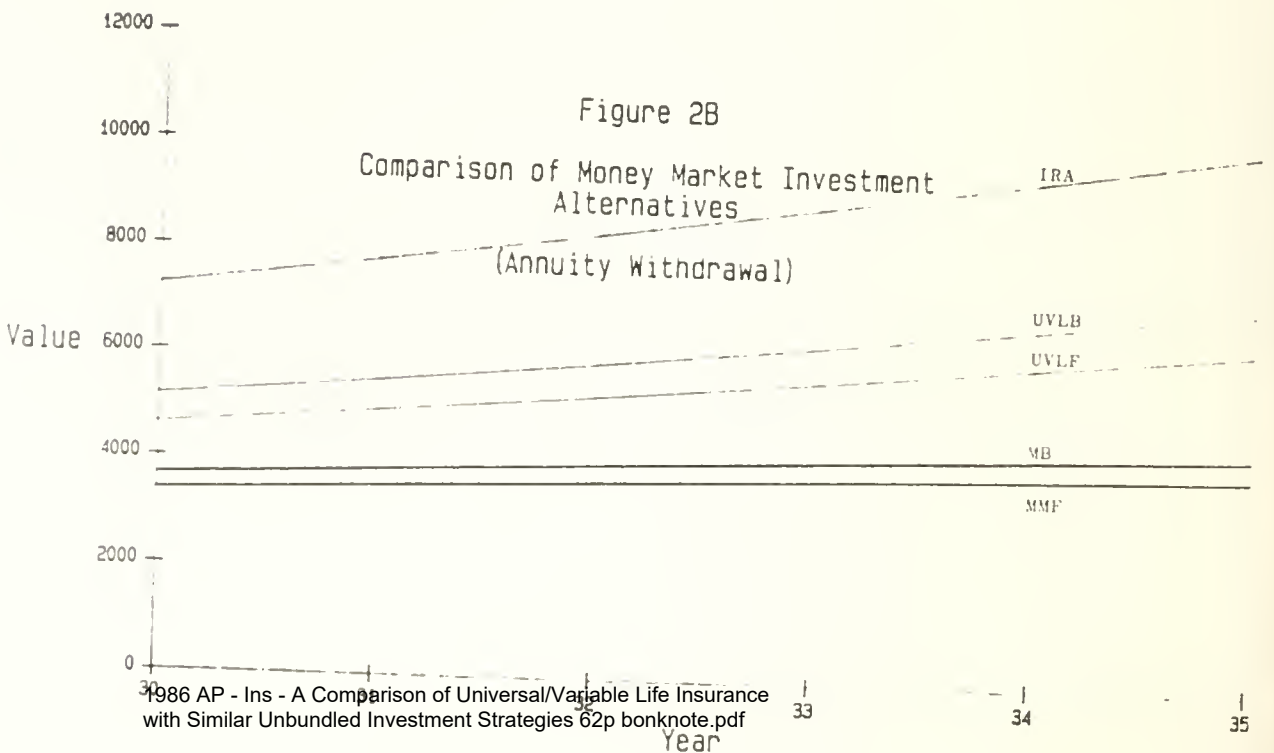 12000
Figure 2B
10000
Comparison of Money Market Investment
Alternatives
IRA
8000
(Annuity Withdrawal)
Value
6000
UVLB
UVLF
4000
MB
MMF
2000
0
30
31
32
33
34
35
1986 AP - Ins - A Comparison of Universal/Variable Life Insurance
with Similar Unbundled Investment Strategies 62p bonknote.pdf
Year